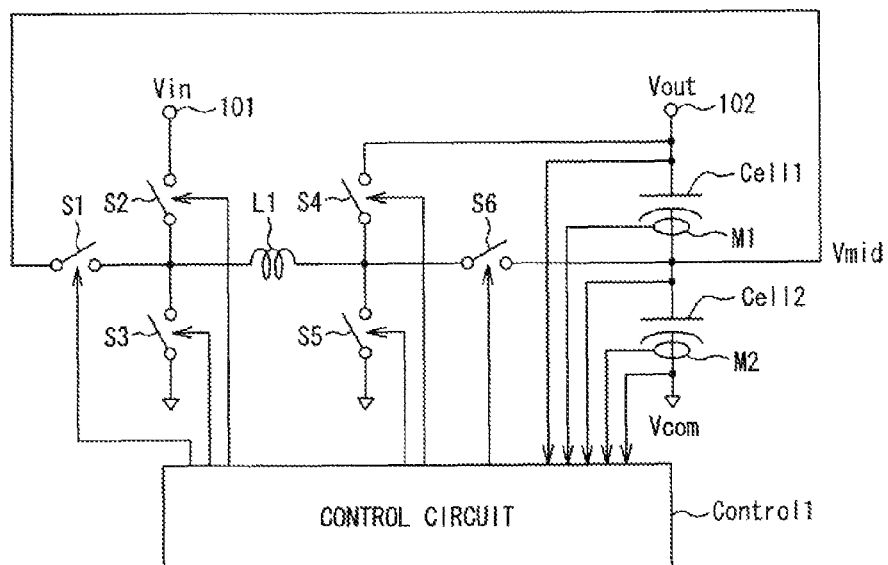 Vin
101
Vout
102
Cell1
S1
S2
L1
S4
S6
M1
Vmid
Cell2
S3
S5
M2
Vcom
CONTROL CIRCUIT
Control1